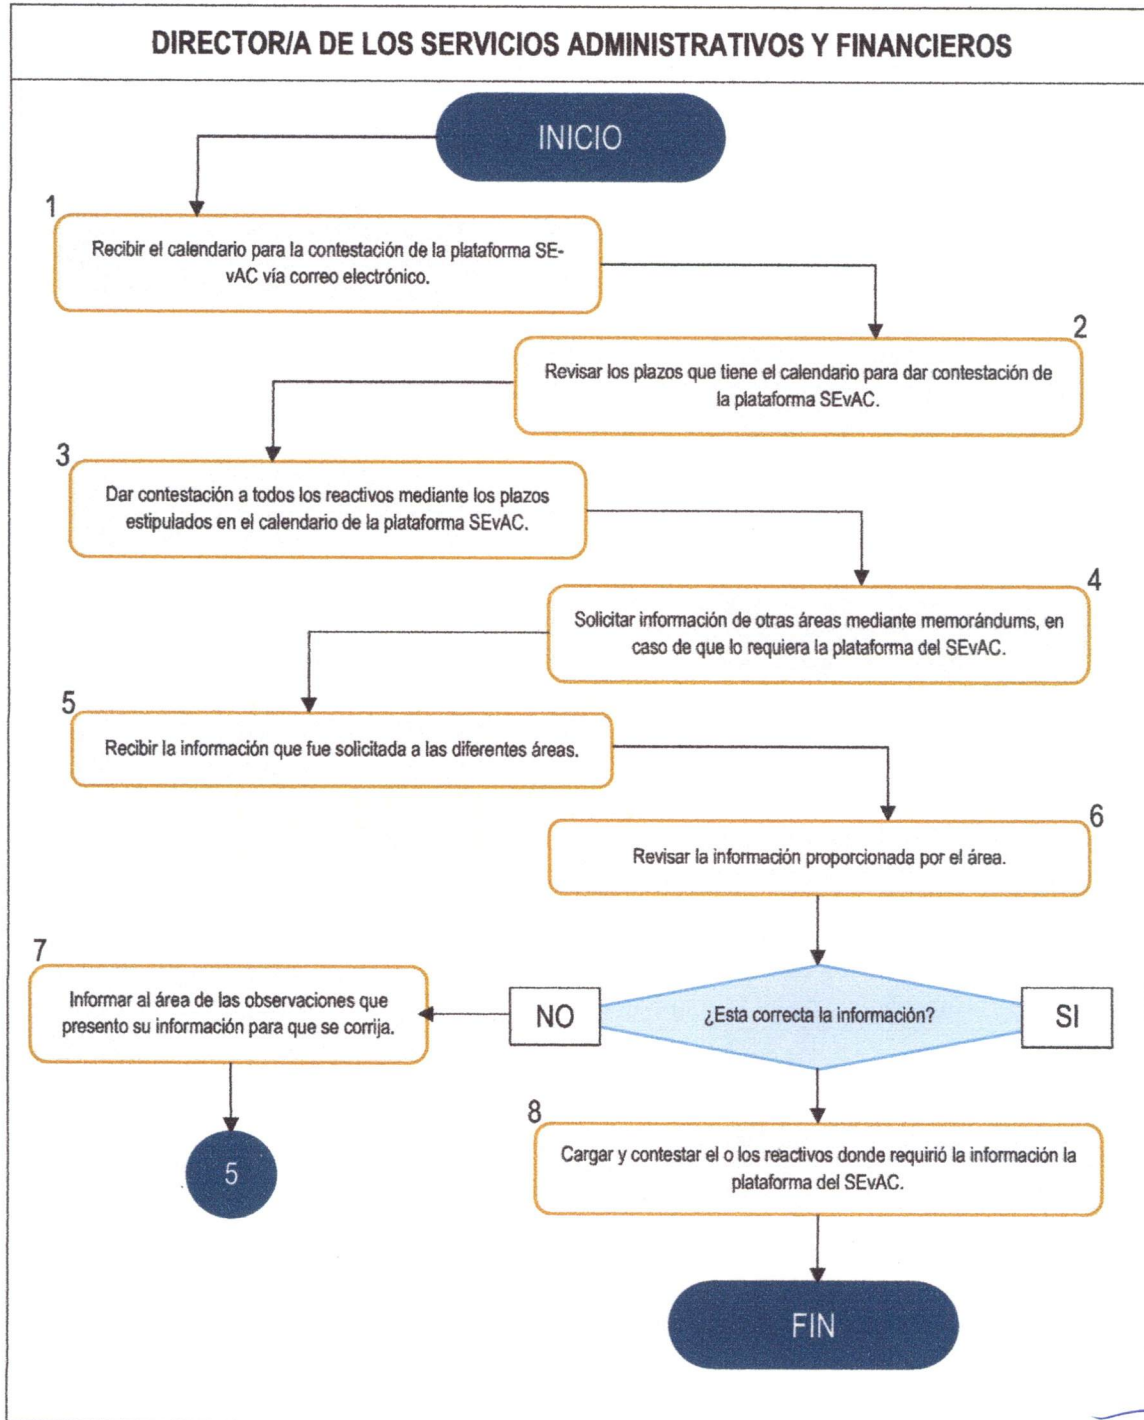 DIRECTOR/A DE LOS SERVICIOS ADMINISTRATIVOS Y FINANCIEROS
INICIO
1
Recibir el calendario para la contestación de la plataforma SE-
vAC vía correo electrónico.
2
Revisar los plazos que tiene el calendario para dar contestación de
la plataforma SEvAC.
3
Dar contestación a todos los reactivos mediante los plazos
estipulados en el calendario de la plataforma SEvAC.
4
Solicitar información de otras áreas mediante memorándums, en
caso de que lo requiera la plataforma del SEvAC.
5
Recibir la información que fue solicitada a las diferentes áreas.
6
Revisar la información proporcionada por el área.
7
Informar al área de las observaciones que
presento su información para que se corrija.
NO
¿Esta correcta la información?
SI
5
8
Cargar y contestar el o los reactivos donde requirió la información la
plataforma del SEvAC.
FIN